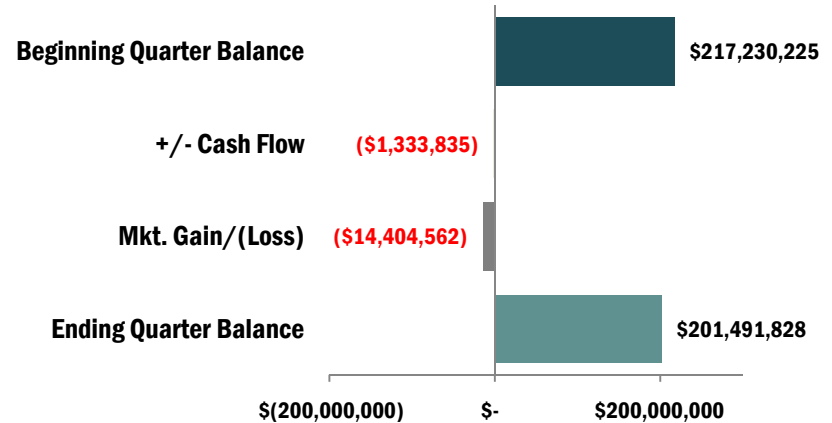 Beginning Quarter Balance $217,230,225
+/- Cash Flow ($1,333,835)
Mkt. Gain/(Loss) ($14,404,562)
Ending Quarter Balance $201,491,828
$(200,000,000) $- $200,000,000